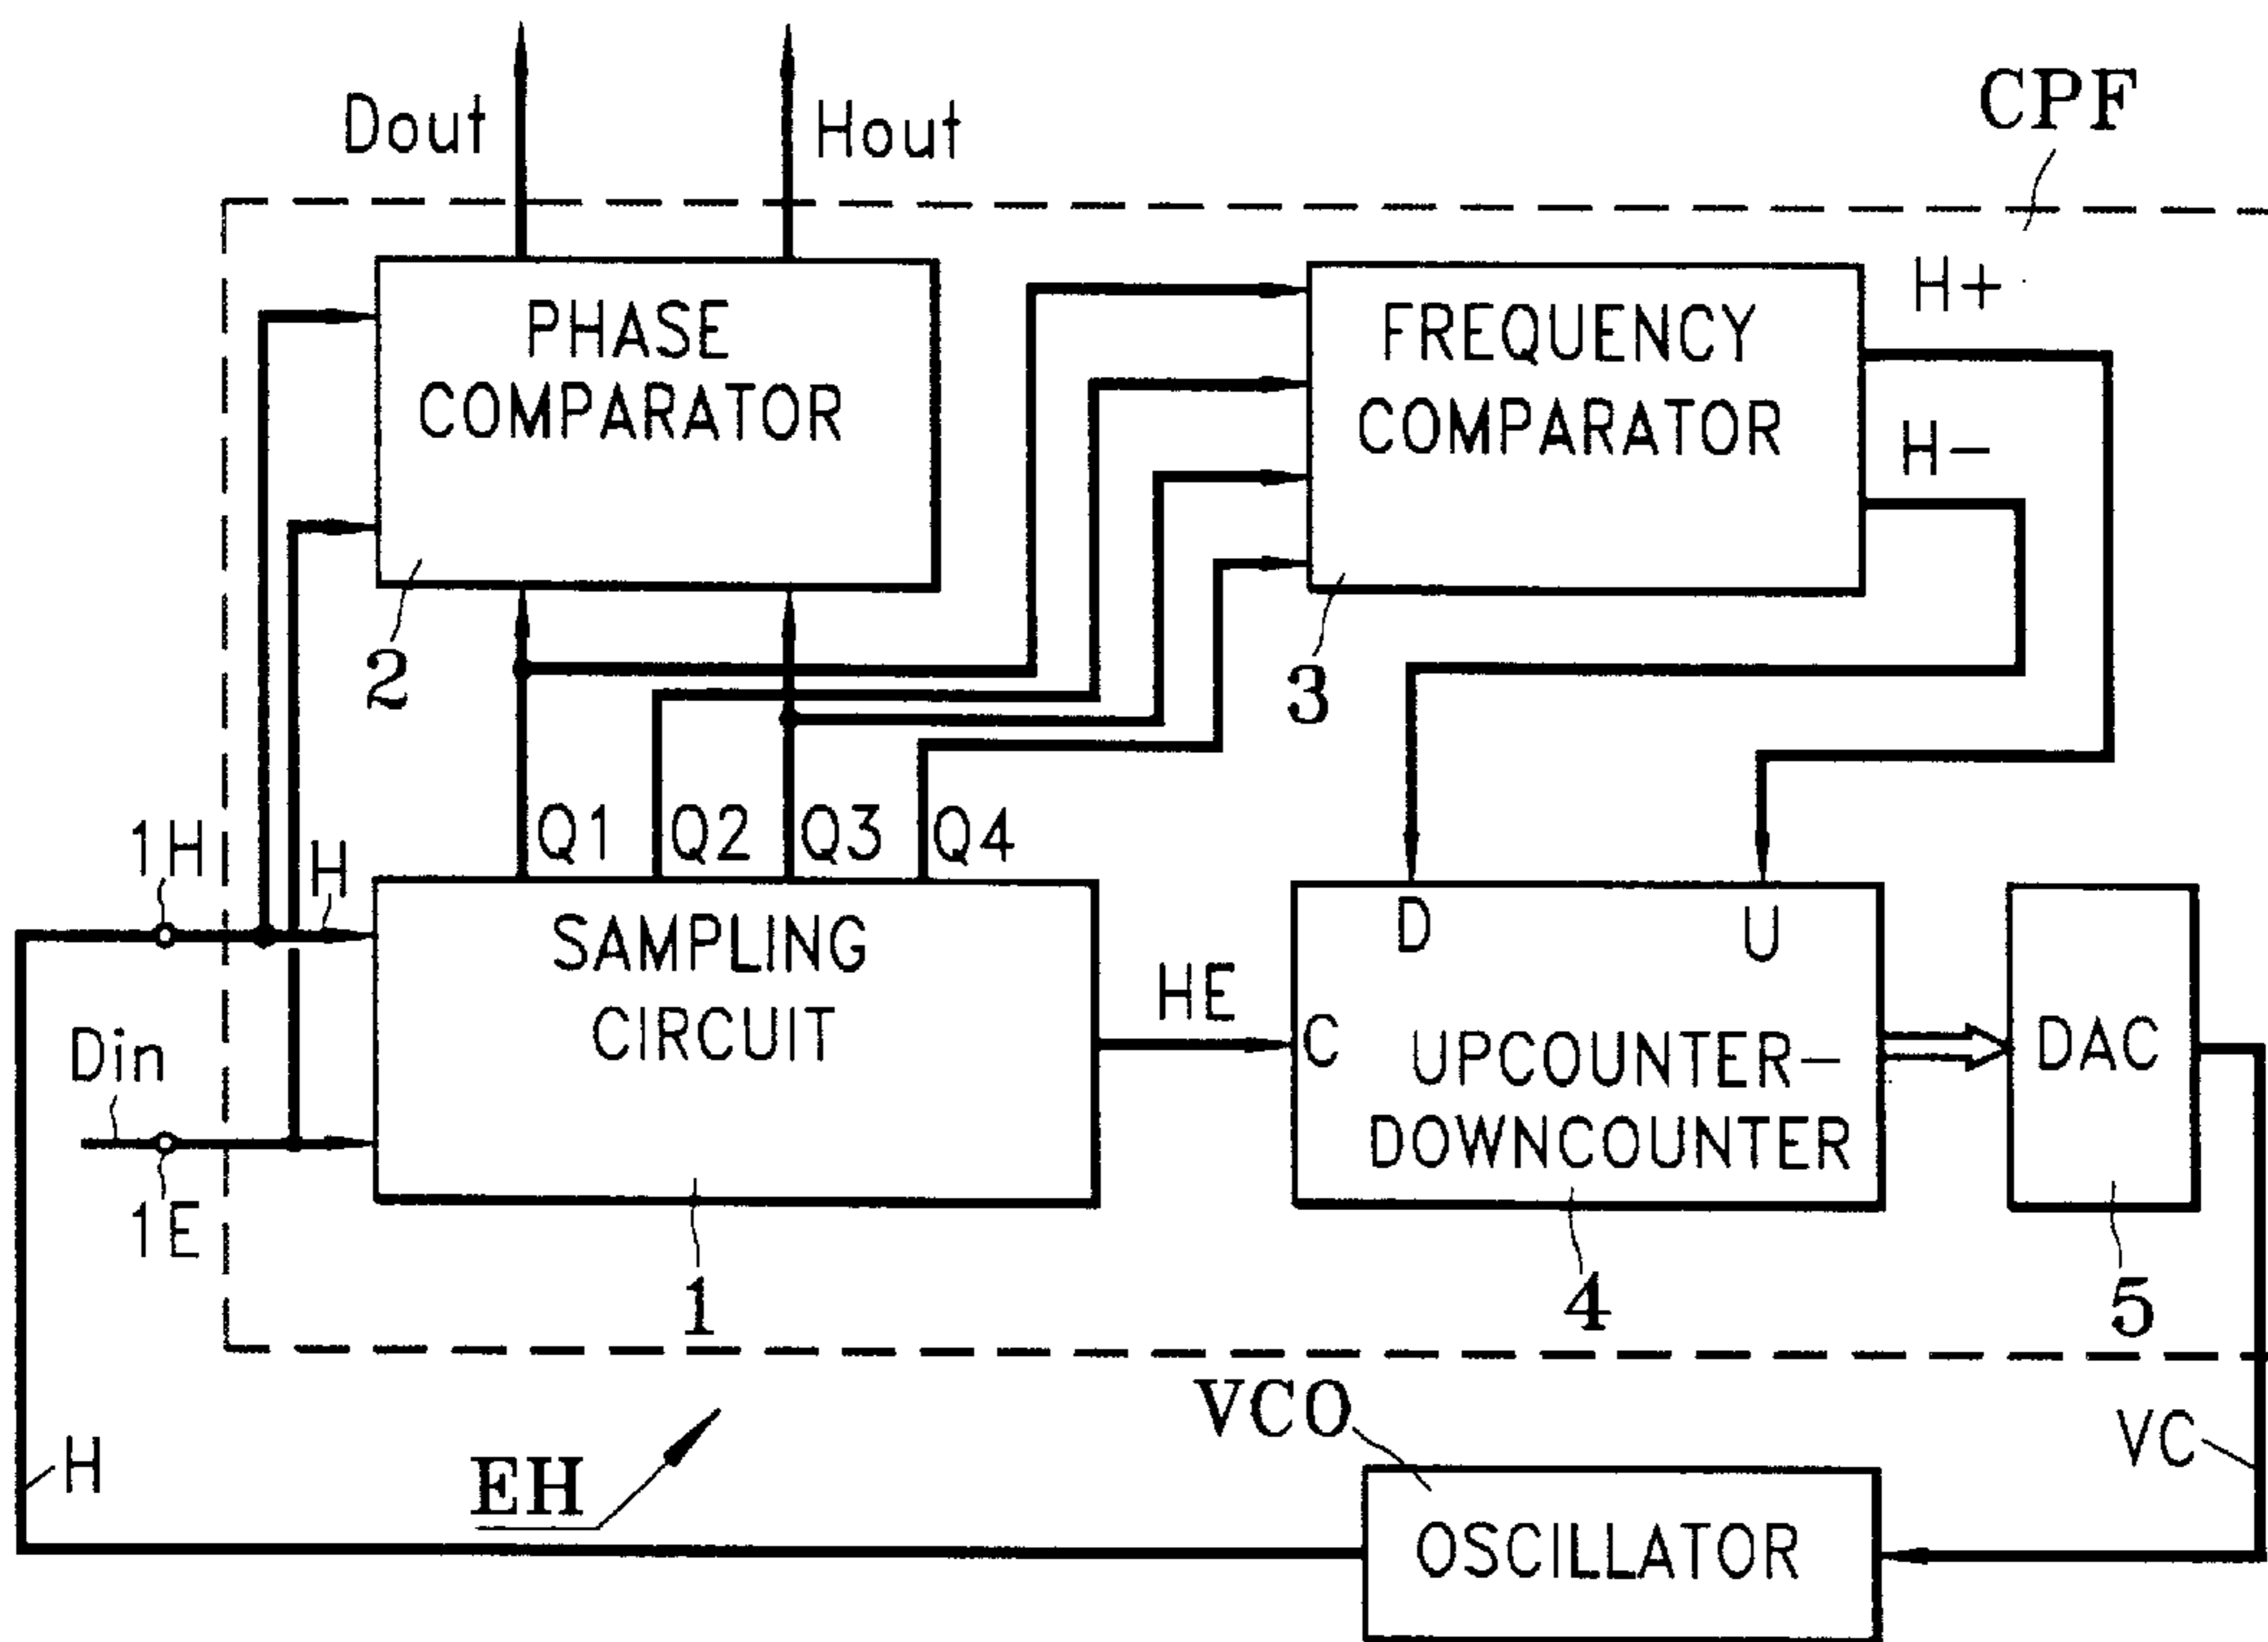 Dout
Hout
CPF
PHASE
COMPARATOR
FREQUENCY
COMPARATOR
H+
H-
2
3
Q1
Q2
Q3
Q4
1H
H
SAMPLING
CIRCUIT
HE
D
U
C
UPCOUNTER-
DOWNCOUNTER
DAC
Din
1E
1
4
5
VCO
VC
H
EH
OSCILLATOR